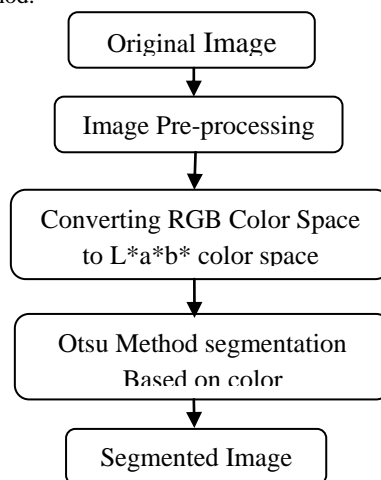 Original Image
Image Pre-processing
Converting RGB Color Space
to L*a*b* color space
Otsu Method segmentation
Based on color
Segmented Image